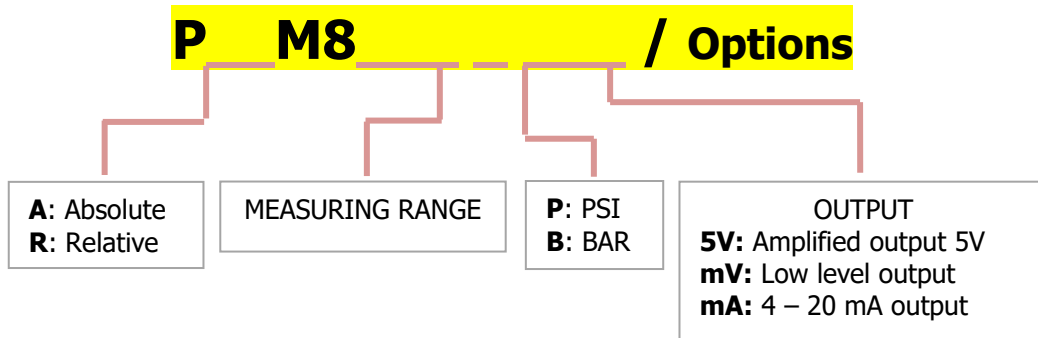 P__M8___ _ ___ / Options
A: Absolute
R: Relative
MEASURING RANGE
P: PSI
B: BAR
OUTPUT
5V: Amplified output 5V
mV: Low level output
mA: 4 – 20 mA output